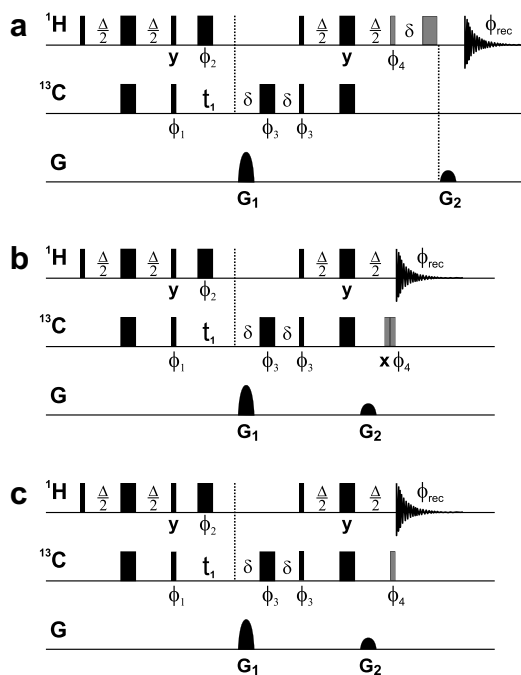 a
¹H Δ/2 Δ/2 Δ/2 Δ/2 δ ϕrec
y ϕ₂ y ϕ₄
¹³C t₁ δ δ
ϕ₁ ϕ₃ ϕ₃
G
G₁ G₂
b
¹H Δ/2 Δ/2 Δ/2 Δ/2 ϕrec
y ϕ₂ y
¹³C t₁ δ δ
ϕ₁ ϕ₃ ϕ₃ x ϕ₄
G
G₁ G₂
c
¹H Δ/2 Δ/2 Δ/2 Δ/2 ϕrec
y ϕ₂ y
¹³C t₁ δ δ
ϕ₁ ϕ₃ ϕ₃ ϕ₄
G
G₁ G₂